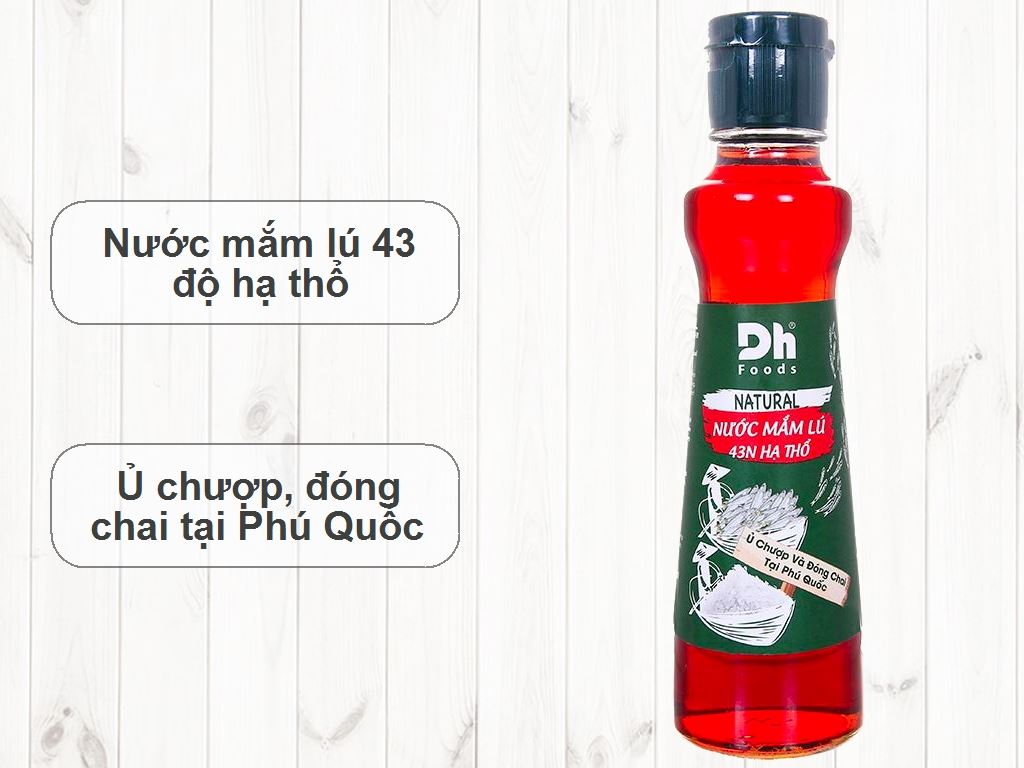 Nước mắm lú 43
độ hạ thổ
Ủ chượp, đóng
chai tại Phú Quốc
Dh®
Foods
NATURAL
NƯỚC MẮM LÚ
43N HẠ THỔ
Ủ Chượp Và Đóng Chai
Tại Phú Quốc